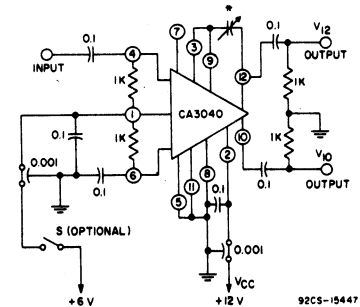 *
7
0.1
V12
0.1
4
3
9
12
OUTPUT
INPUT
1K
1K
1
CA3040
0.1
1K
10
1K
2
0.001
0.1
6
8
0.1
V10
OUTPUT
5
11
0.1
0.001
S (OPTIONAL)
VCC
+6 V
+12 V
92CS-15447